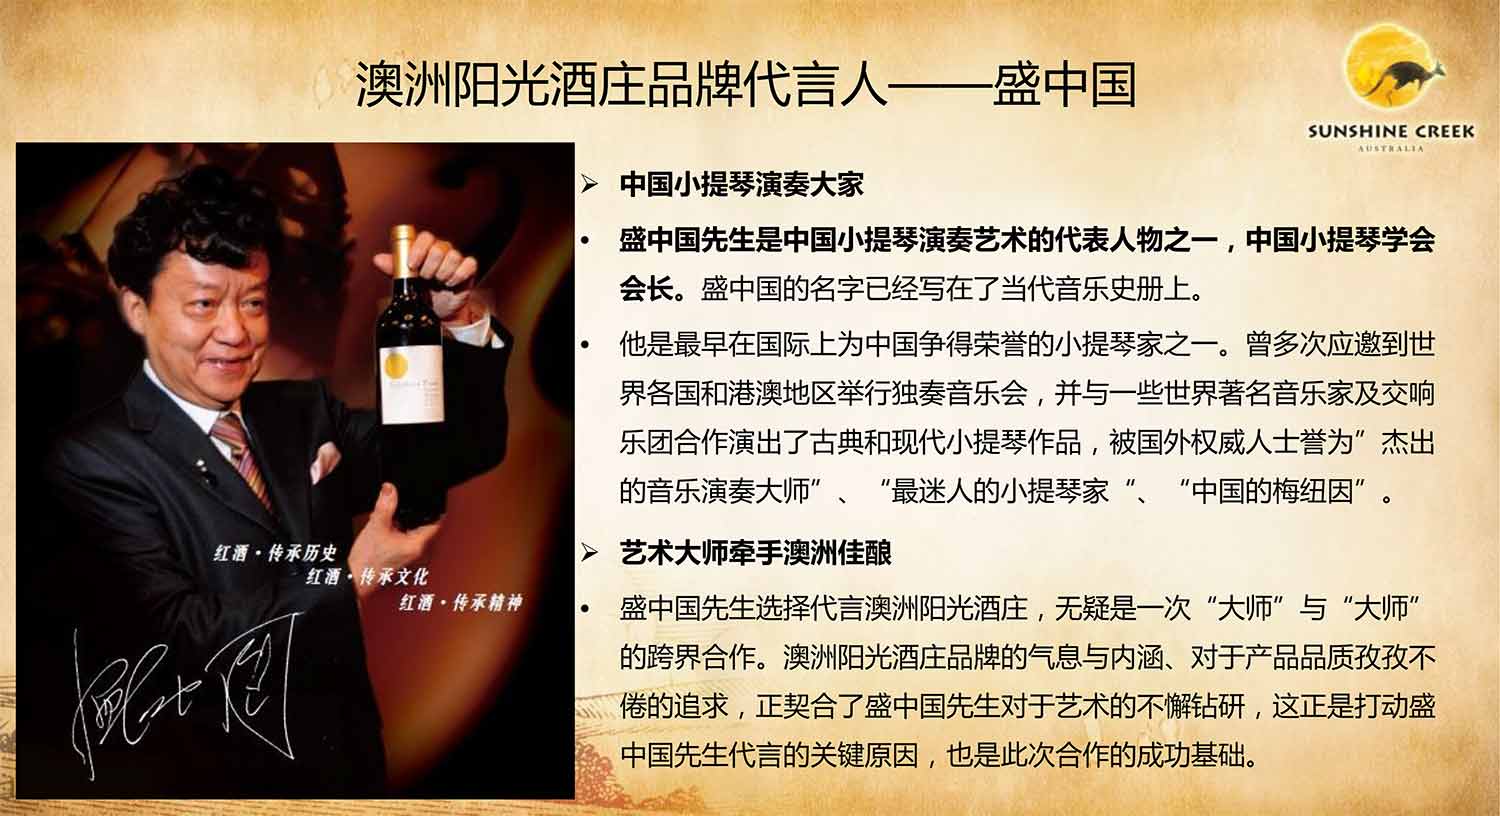 澳洲阳光酒庄品牌代言人——盛中国
SUNSHINE CREEK
AUSTRALIA
➢ 中国小提琴演奏大家
• 盛中国先生是中国小提琴演奏艺术的代表人物之一，中国小提琴学会
会长。盛中国的名字已经写在了当代音乐史册上。
• 他是最早在国际上为中国争得荣誉的小提琴家之一。曾多次应邀到世
界各国和港澳地区举行独奏音乐会，并与一些世界著名音乐家及交响
乐团合作演出了古典和现代小提琴作品，被国外权威人士誉为”杰出
的音乐演奏大师”、“最迷人的小提琴家“、“中国的梅纽因”。
➢ 艺术大师牵手澳洲佳酿
• 盛中国先生选择代言澳洲阳光酒庄，无疑是一次“大师”与“大师”
的跨界合作。澳洲阳光酒庄品牌的气息与内涵、对于产品品质孜孜不
倦的追求，正契合了盛中国先生对于艺术的不懈钻研，这正是打动盛
中国先生代言的关键原因，也是此次合作的成功基础。
红酒·传承历史
红酒·传承文化
红酒·传承精神